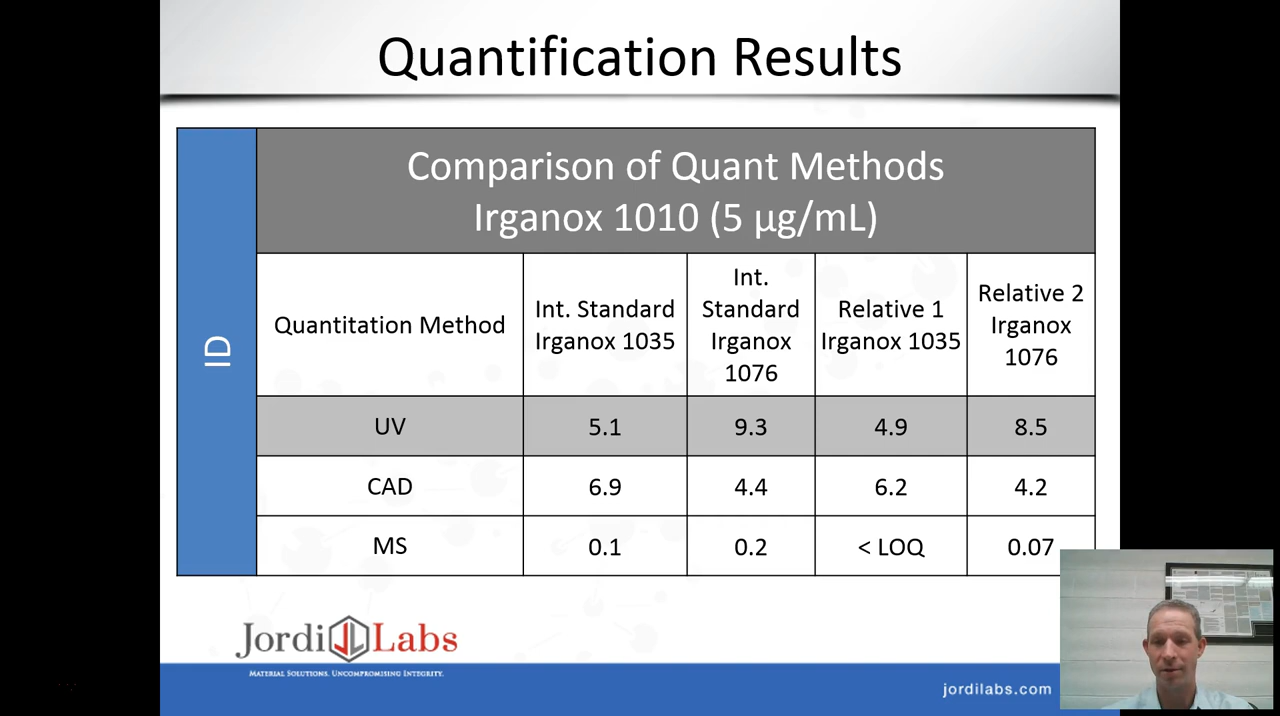 Quantification Results
Comparison of Quant Methods
Irganox 1010 (5 µg/mL)
ID
Quantitation Method
Int. Standard
Irganox 1035
Int.
Standard
Irganox
1076
Relative 1
Irganox 1035
Relative 2
Irganox
1076
UV
5.1
9.3
4.9
8.5
CAD
6.9
4.4
6.2
4.2
MS
0.1
0.2
< LOQ
0.07
Jordi JL Labs
MATERIAL SOLUTIONS. UNCOMPROMISING INTEGRITY.
jordilabs.com